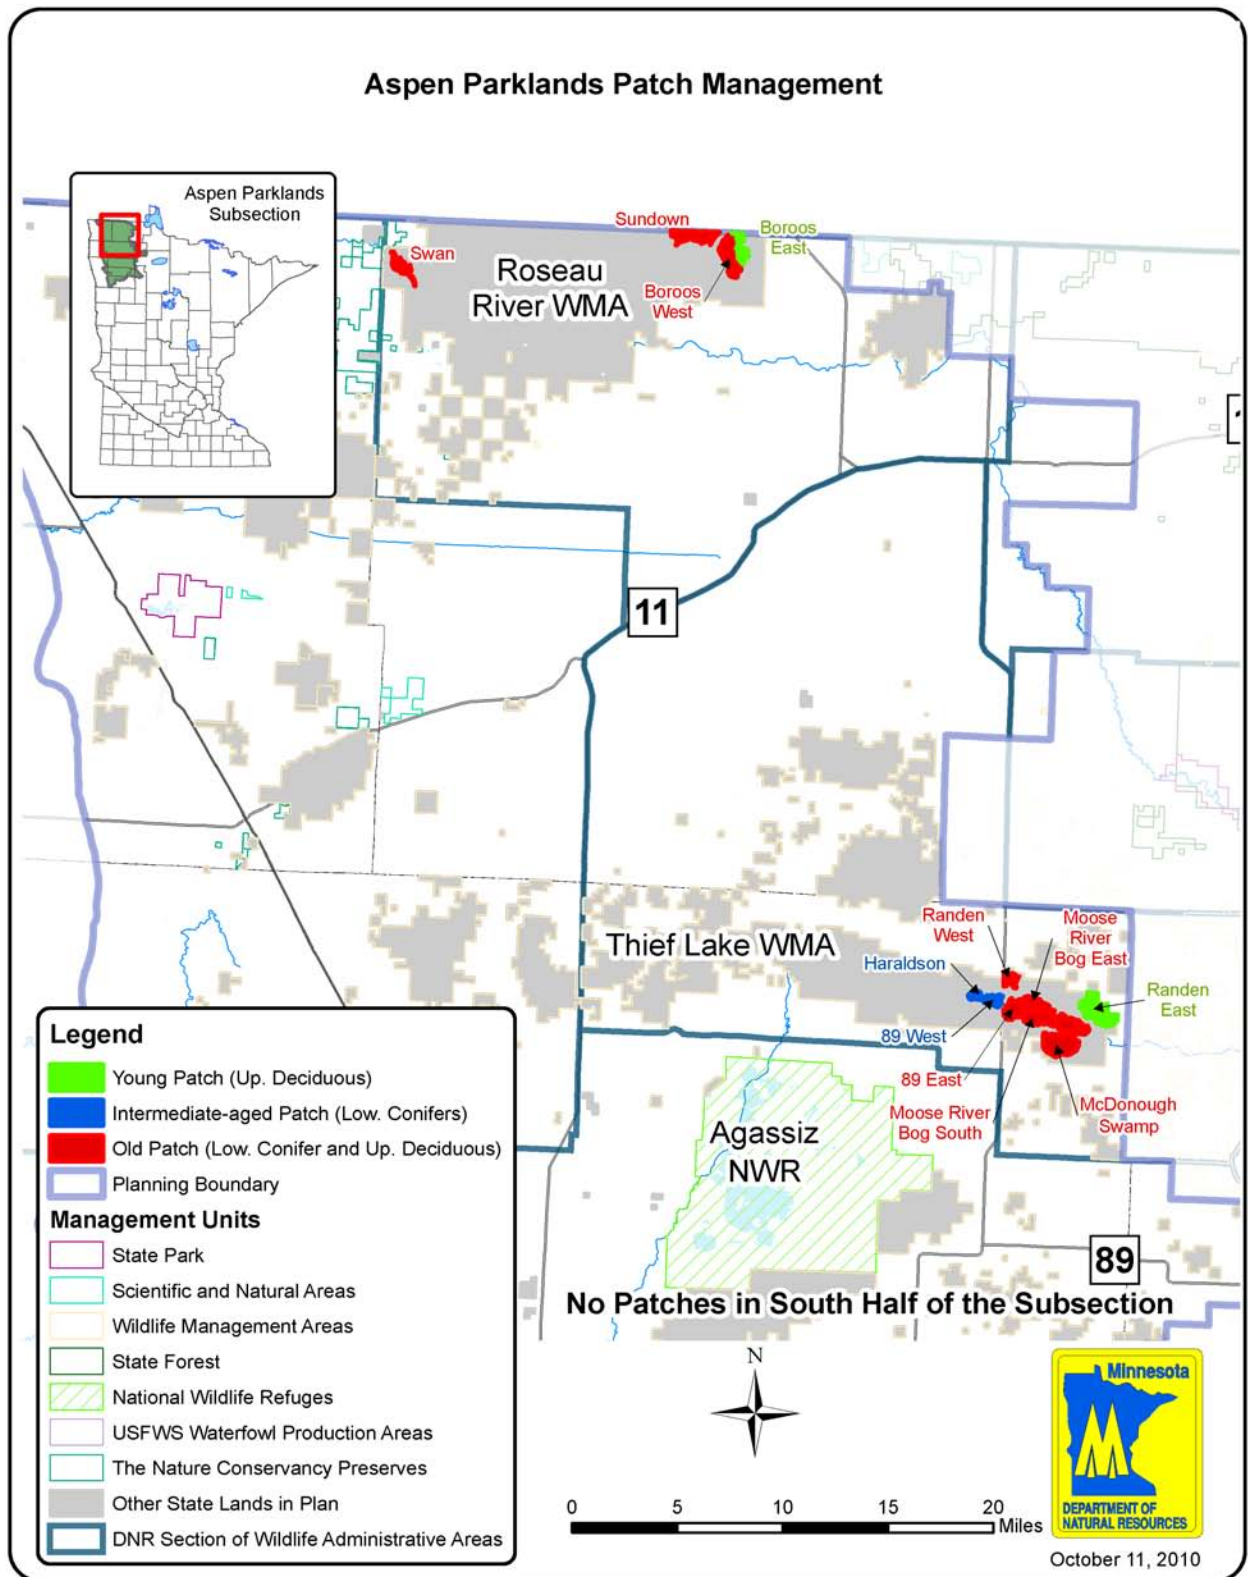 Aspen Parklands Patch Management
Aspen Parklands
Subsection
Sundown
Boroos
East
Swan
Roseau
River WMA
Boroos
West
11
Randen
West
Moose
River
Bog East
Thief Lake WMA
Haraldson
Randen
East
89 West
89 East
Moose River
Bog South
McDonough
Swamp
Agassiz
NWR
89
No Patches in South Half of the Subsection
Legend
Young Patch (Up. Deciduous)
Intermediate-aged Patch (Low. Conifers)
Old Patch (Low. Conifer and Up. Deciduous)
Planning Boundary
Management Units
State Park
Scientific and Natural Areas
Wildlife Management Areas
State Forest
National Wildlife Refuges
USFWS Waterfowl Production Areas
The Nature Conservancy Preserves
Other State Lands in Plan
DNR Section of Wildlife Administrative Areas
N
0 5 10 15 20
Miles
Minnesota
DEPARTMENT OF
NATURAL RESOURCES
October 11, 2010